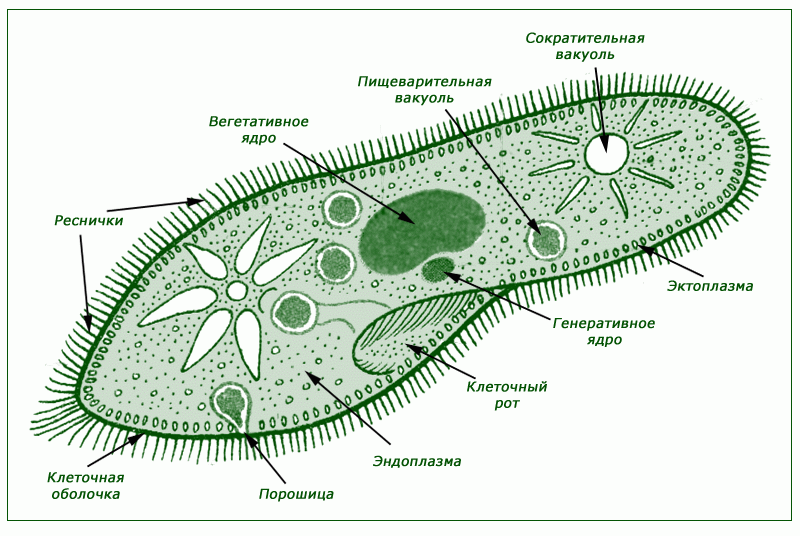 Сократительная
вакуоль
Пищеварительная
вакуоль
Вегетативное
ядро
Реснички
Эктоплазма
Генеративное
ядро
Клеточный
рот
Эндоплазма
Клеточная
оболочка
Порошица